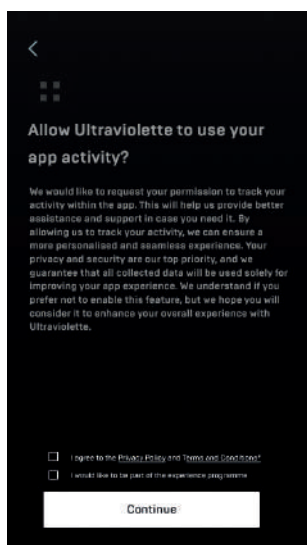 Allow Ultraviolette to use your
app activity?
We would like to request your permission to track your
activity within the app. This will help us provide better
assistance and support in case you need it. By
allowing us to track your activity, we can ensure a
more personalised and seamless experience. Your
privacy and security are our top priority, and we
guarantee that all collected data will be used solely for
improving your app experience. We understand if you
prefer not to enable this feature, but we hope you will
consider it to enhance your overall experience with
Ultraviolette.
I agree to the Privacy Policy and Terms and Conditions*
I would like to be part of the experience programme
Continue